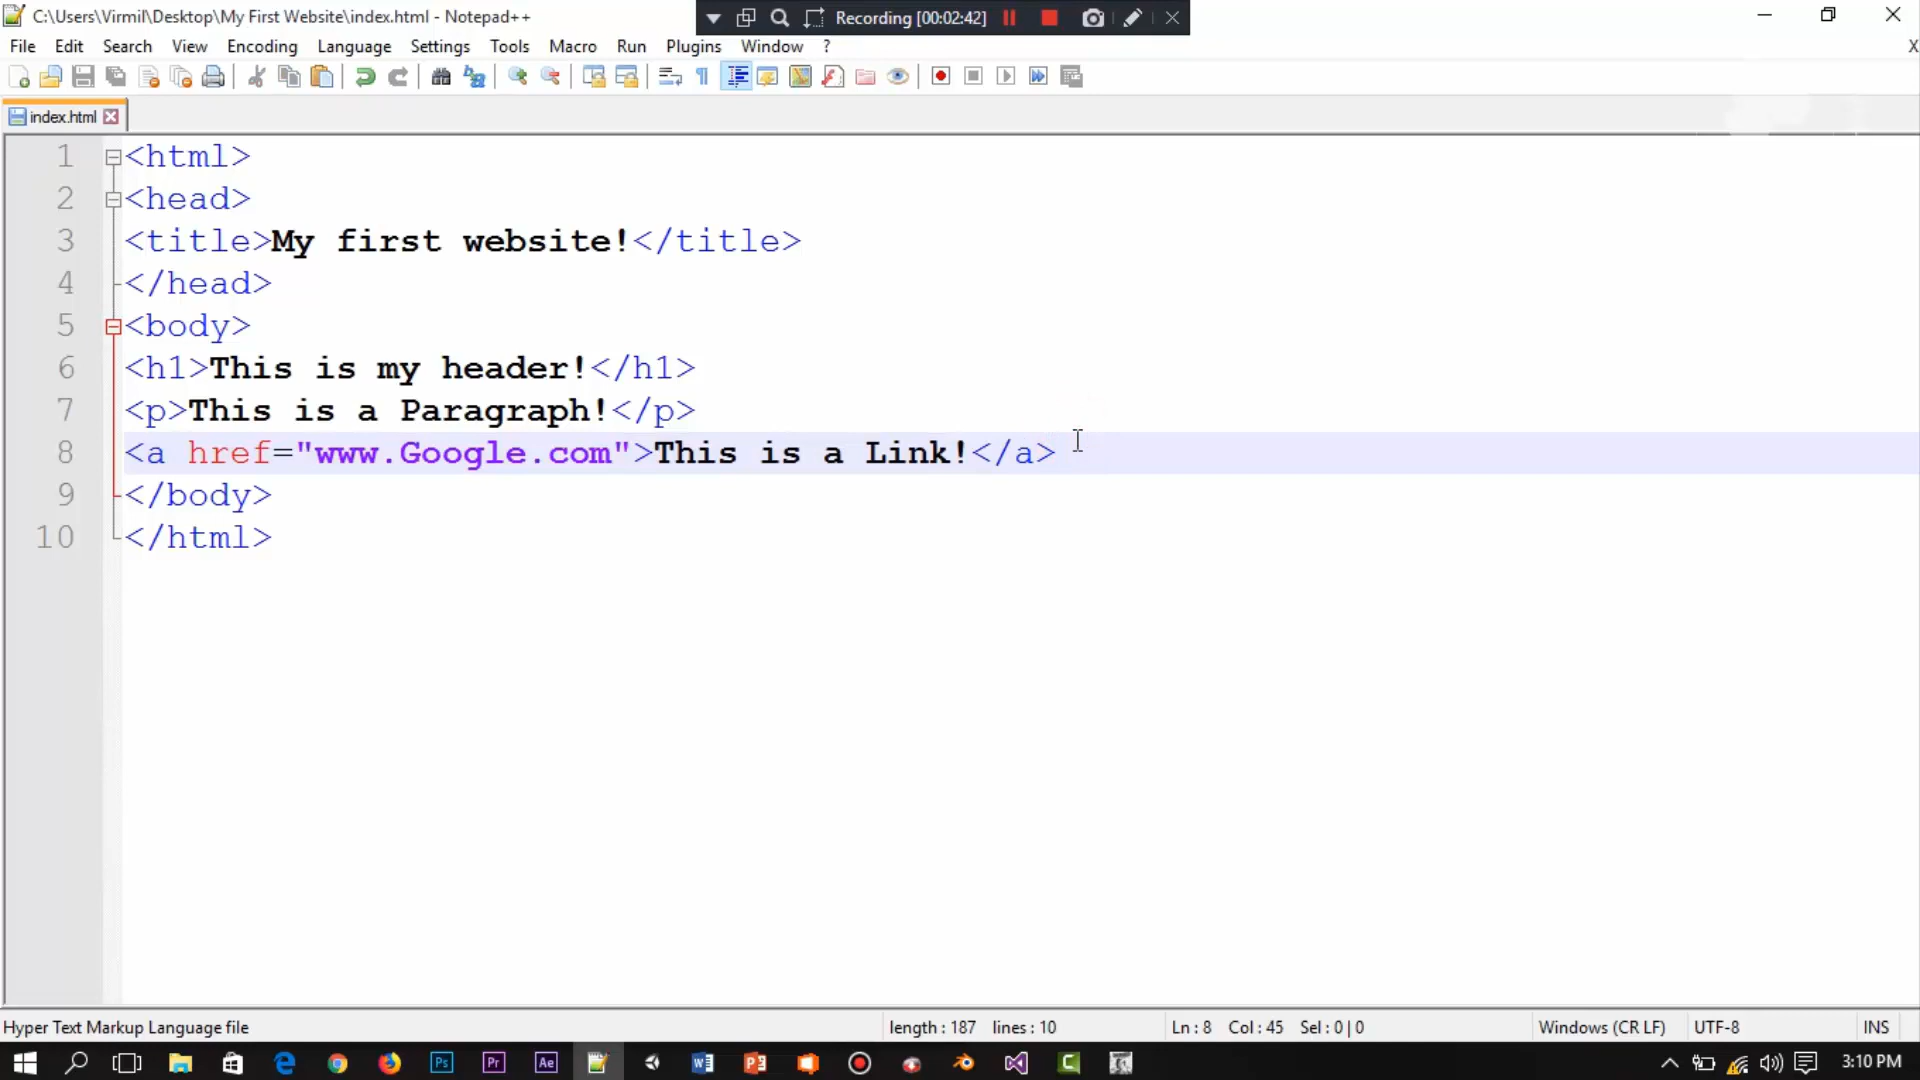 C:\Users\Virmil\Desktop\My First Website\index.html - Notepad++
Recording [00:02:42]
File Edit Search View Encoding Language Settings Tools Macro Run Plugins Window ? X
index.html
1 <html>
2 <head>
3 <title>My first website!</title>
4 </head>
5 <body>
6 <h1>This is my header!</h1>
7 <p>This is a Paragraph!</p>
8 <a href="www.Google.com">This is a Link!</a>
9 </body>
10 </html>
Hyper Text Markup Language file length : 187 lines : 10 Ln : 8 Col : 45 Sel : 0 | 0 Windows (CR LF) UTF-8 INS
Ps Pr Ae 3:10 PM